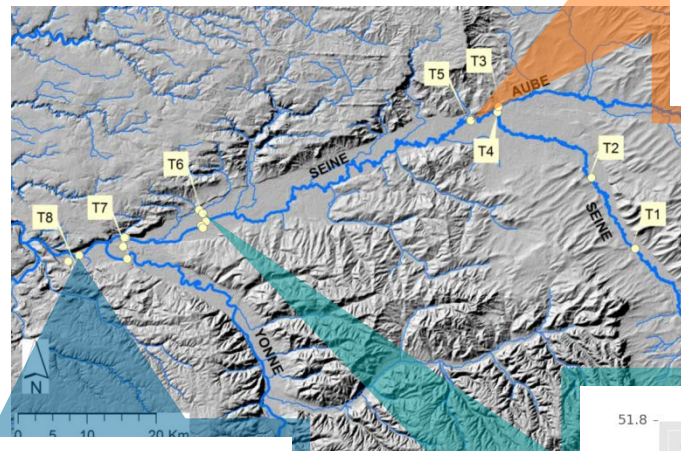 T3
T5
AUBE
T4
T6
SEINE
T2
T8
T7
SEINE
T1
YONNE
N
0 5 10 20 Km
51.8